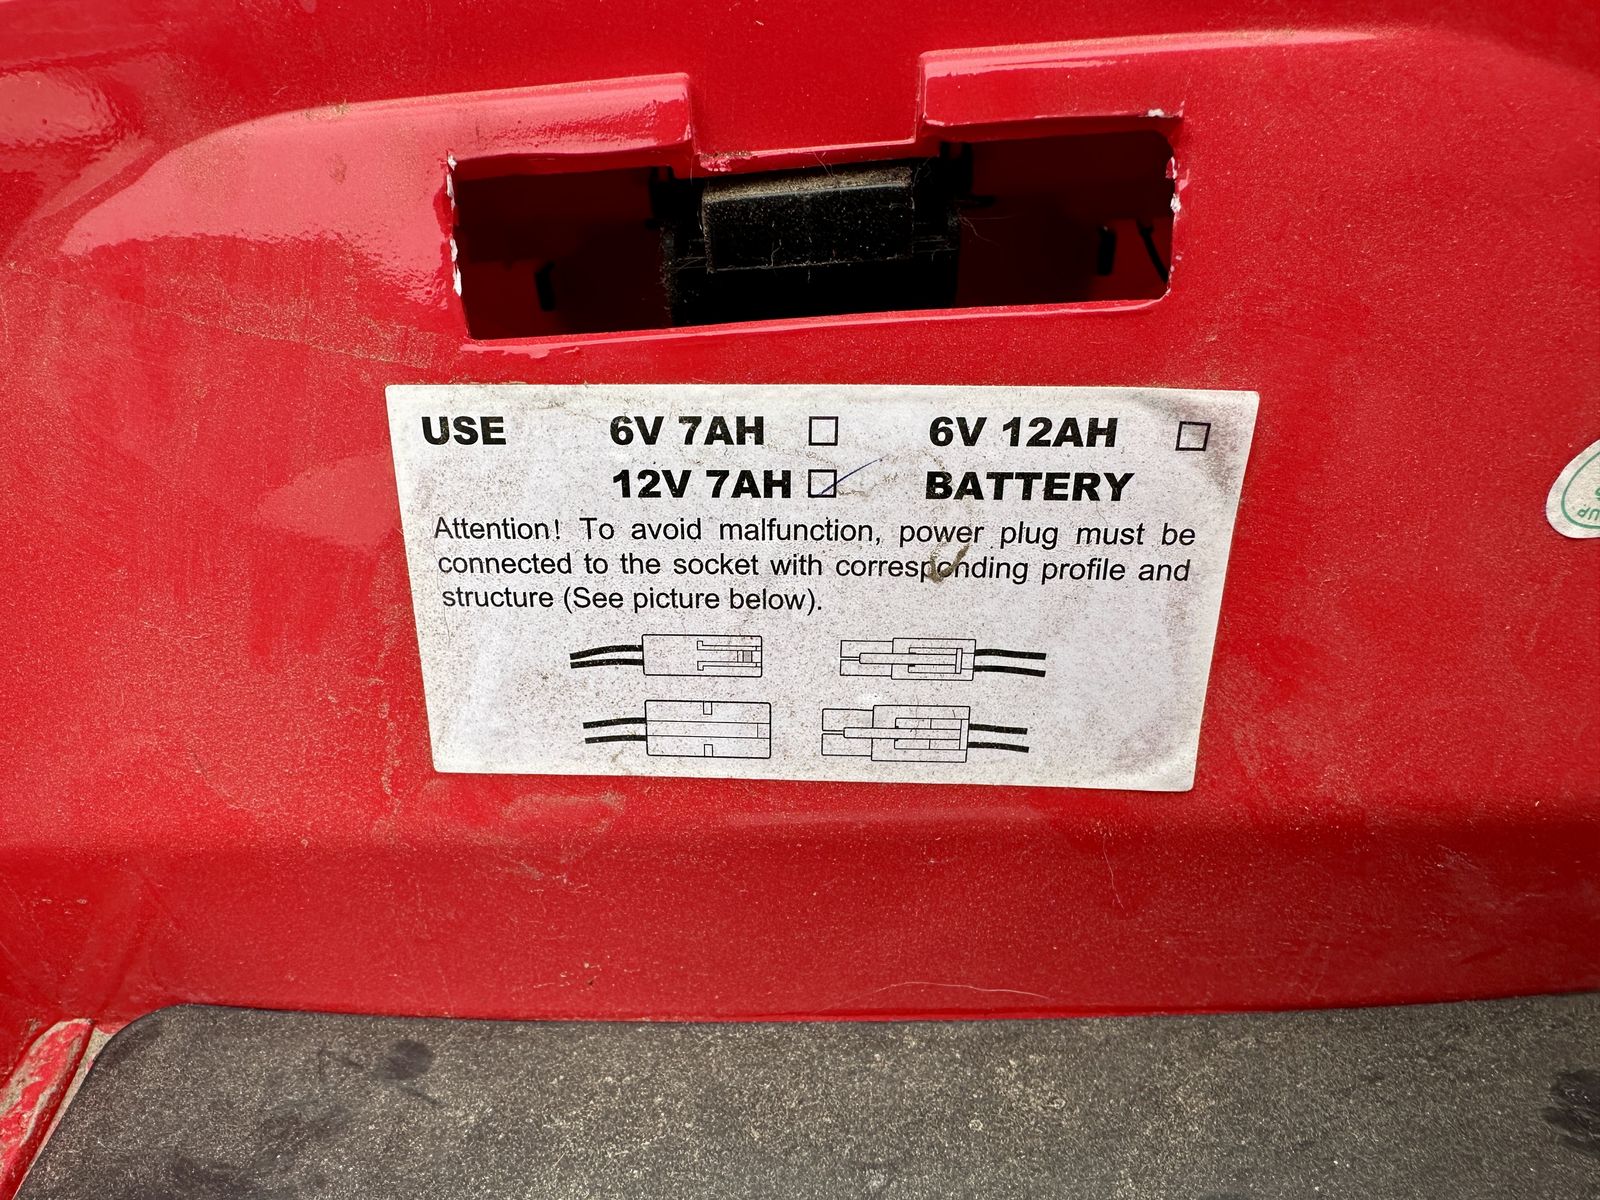 USE 6V 7AH ☐ 6V 12AH ☐
12V 7AH ☑ BATTERY
Attention! To avoid malfunction, power plug must be
connected to the socket with corresponding profile and
structure (See picture below).